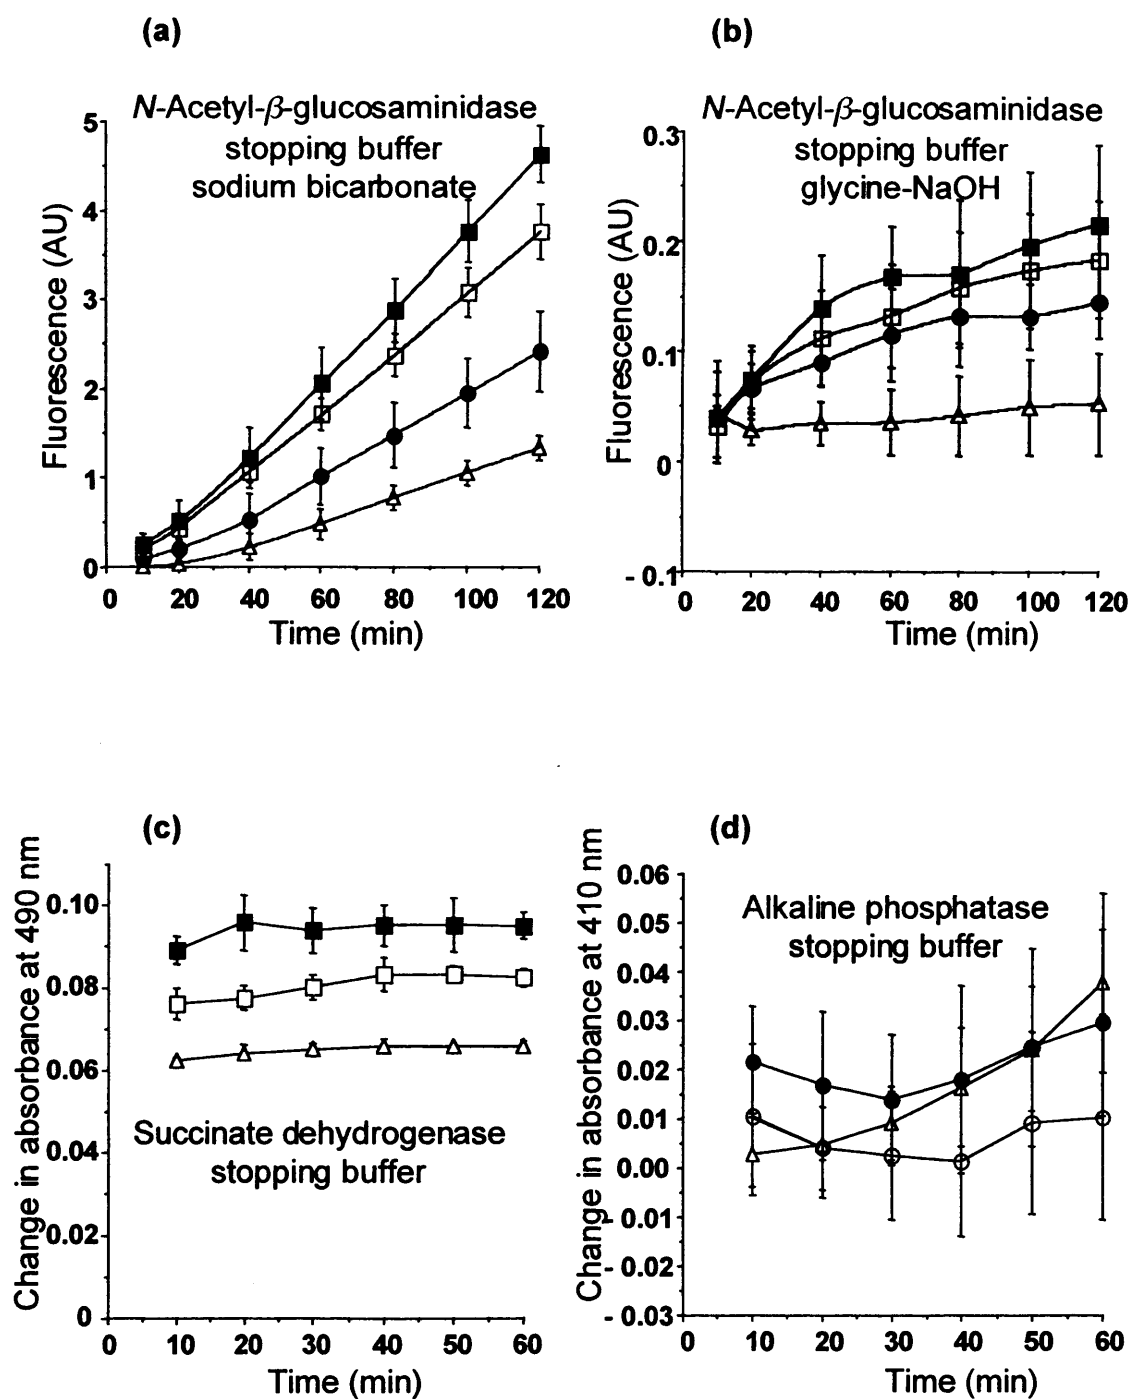 (a)
N-Acetyl-β-glucosaminidase
stopping buffer
sodium bicarbonate
Fluorescence (AU)
5
4
3
2
1
0
0 20 40 60 80 100 120
Time (min)
(b)
N-Acetyl-β-glucosaminidase
stopping buffer
glycine-NaOH
Fluorescence (AU)
0.3
0.2
0.1
0
- 0.1
0 20 40 60 80 100 120
Time (min)
(c)
Change in absorbance at 490 nm
0.10
0.08
0.06
0.04
0.02
0
Succinate dehydrogenase
stopping buffer
0 10 20 30 40 50 60
Time (min)
(d)
Change in absorbance at 410 nm
0.06
0.05
0.04
0.03
0.02
0.01
0.00
- 0.01
- 0.02
- 0.03
Alkaline phosphatase
stopping buffer
0 10 20 30 40 50 60
Time (min)